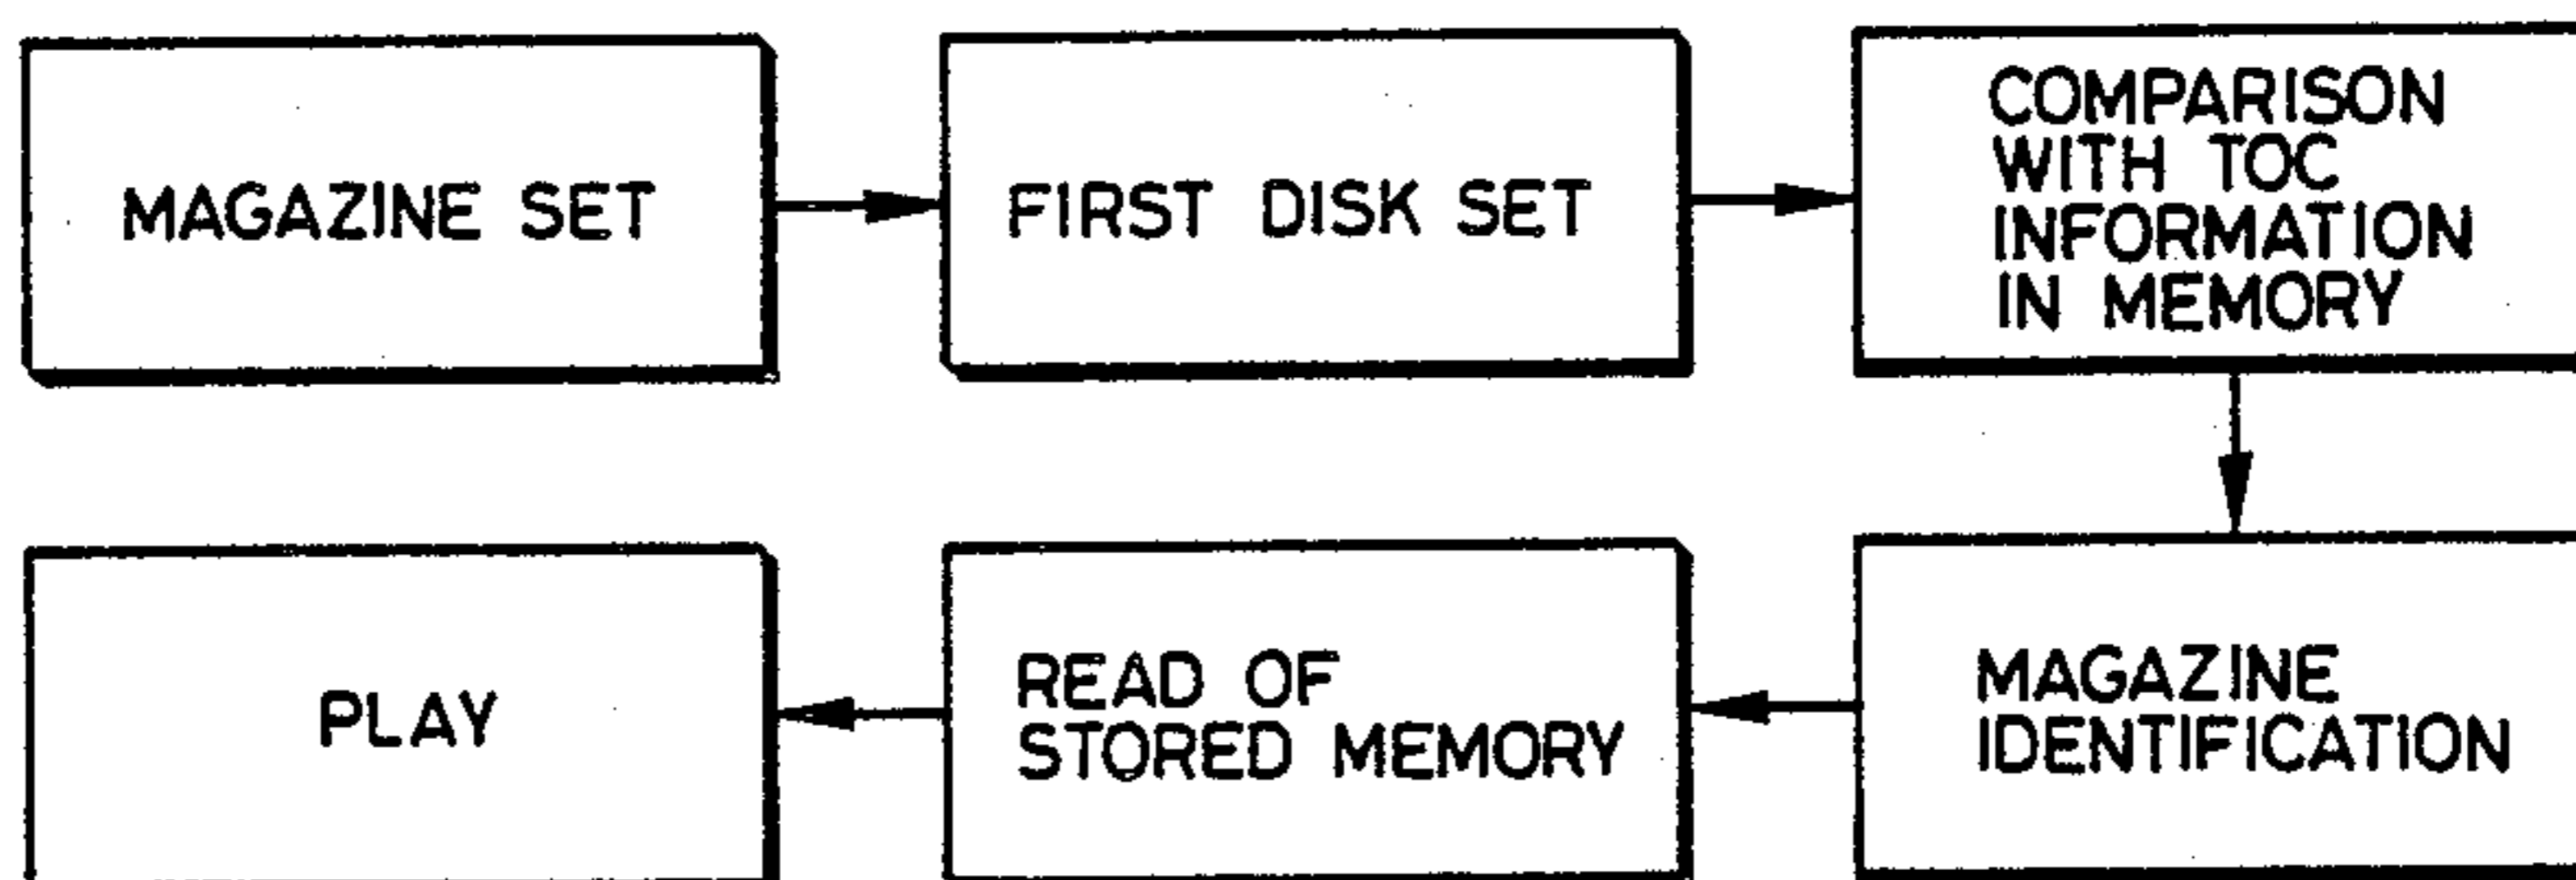 MAGAZINE SET
FIRST DISK SET
COMPARISON
WITH TOC
INFORMATION
IN MEMORY
MAGAZINE
IDENTIFICATION
READ OF
STORED MEMORY
PLAY